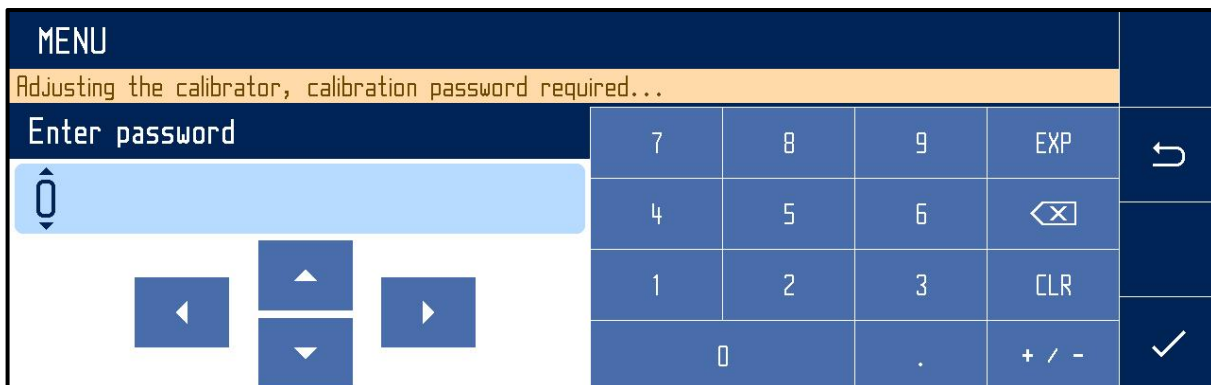 MENU
Adjusting the calibrator, calibration password required...
Enter password
0
7 8 9 EXP
4 5 6
1 2 3 CLR
0 . + / -